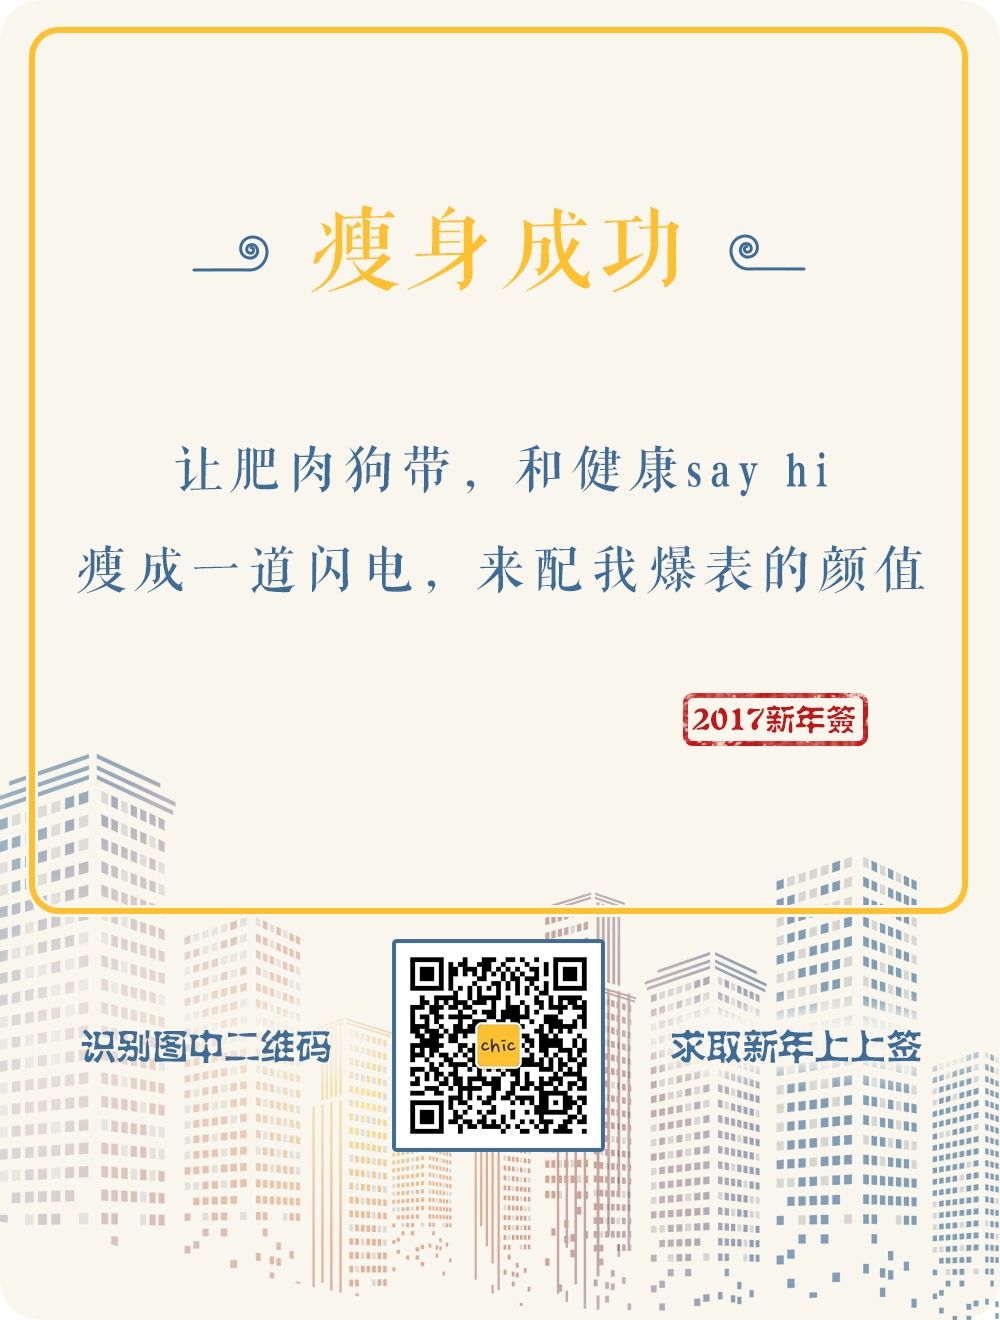 瘦身成功
让肥肉狗带，和健康say hi
瘦成一道闪电，来配我爆表的颜值
2017新年签
识别图中二维码
chic
求取新年上上签